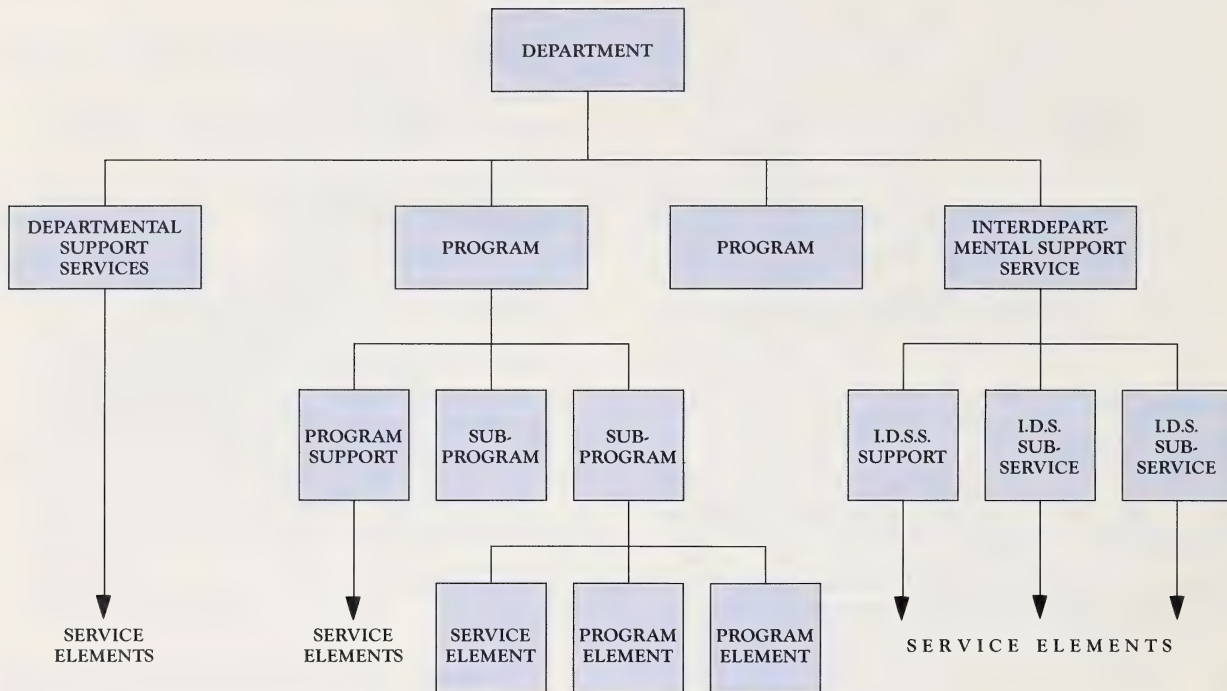 DEPARTMENT
DEPARTMENTAL
SUPPORT
SERVICES
PROGRAM
PROGRAM
INTERDEPART-
MENTAL SUPPORT
SERVICE
PROGRAM
SUPPORT
SUB-
PROGRAM
SUB-
PROGRAM
I.D.S.S.
SUPPORT
I.D.S.
SUB-
SERVICE
I.D.S.
SUB-
SERVICE
SERVICE
ELEMENTS
SERVICE
ELEMENTS
SERVICE
ELEMENT
PROGRAM
ELEMENT
PROGRAM
ELEMENT
SERVICE ELEMENTS